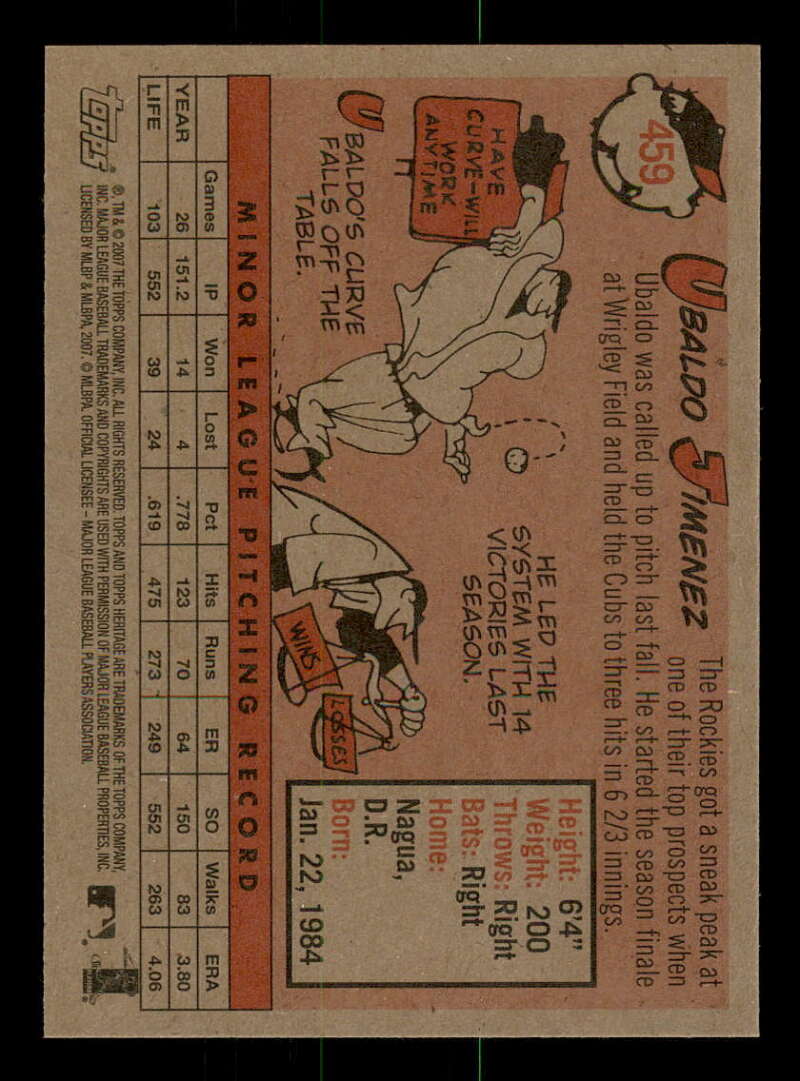 459
UBALDO JIMENEZ
The Rockies got a sneak peak at
one of their top prospects when
Ubaldo was called up to pitch last fall. He started the season finale
at Wrigley Field and held the Cubs to three hits in 6 2/3 innings.
HAVE
CURVE-WILL
WORK
ANYTIME
UBALDO'S CURVE
FALLS OFF THE
TABLE.
HE LED THE
SYSTEM WITH 14
VICTORIES LAST
SEASON.
WINS
LOSSES
Height: 6'4"
Weight: 200
Throws: Right
Bats: Right
Home:
Nagua,
D.R.
Born:
Jan. 22, 1984
MINOR LEAGUE PITCHING RECORD
Games IP Won Lost Pct Hits Runs ER SO Walks ERA
YEAR 26 151.2 14 4 .778 123 70 64 150 83 3.80
LIFE 103 552 39 24 .619 475 273 249 552 263 4.06
topps
®, TM & © 2007 THE TOPPS COMPANY, INC. ALL RIGHTS RESERVED. TOPPS AND TOPPS HERITAGE ARE TRADEMARKS OF THE TOPPS COMPANY,
INC. MAJOR LEAGUE BASEBALL TRADEMARKS AND COPYRIGHTS ARE USED WITH PERMISSION OF MAJOR LEAGUE BASEBALL PROPERTIES, INC.
LICENSED BY MLBP & MLBPA, 2007. © MLBPA. OFFICIAL LICENSEE – MAJOR LEAGUE BASEBALL PLAYERS ASSOCIATION.